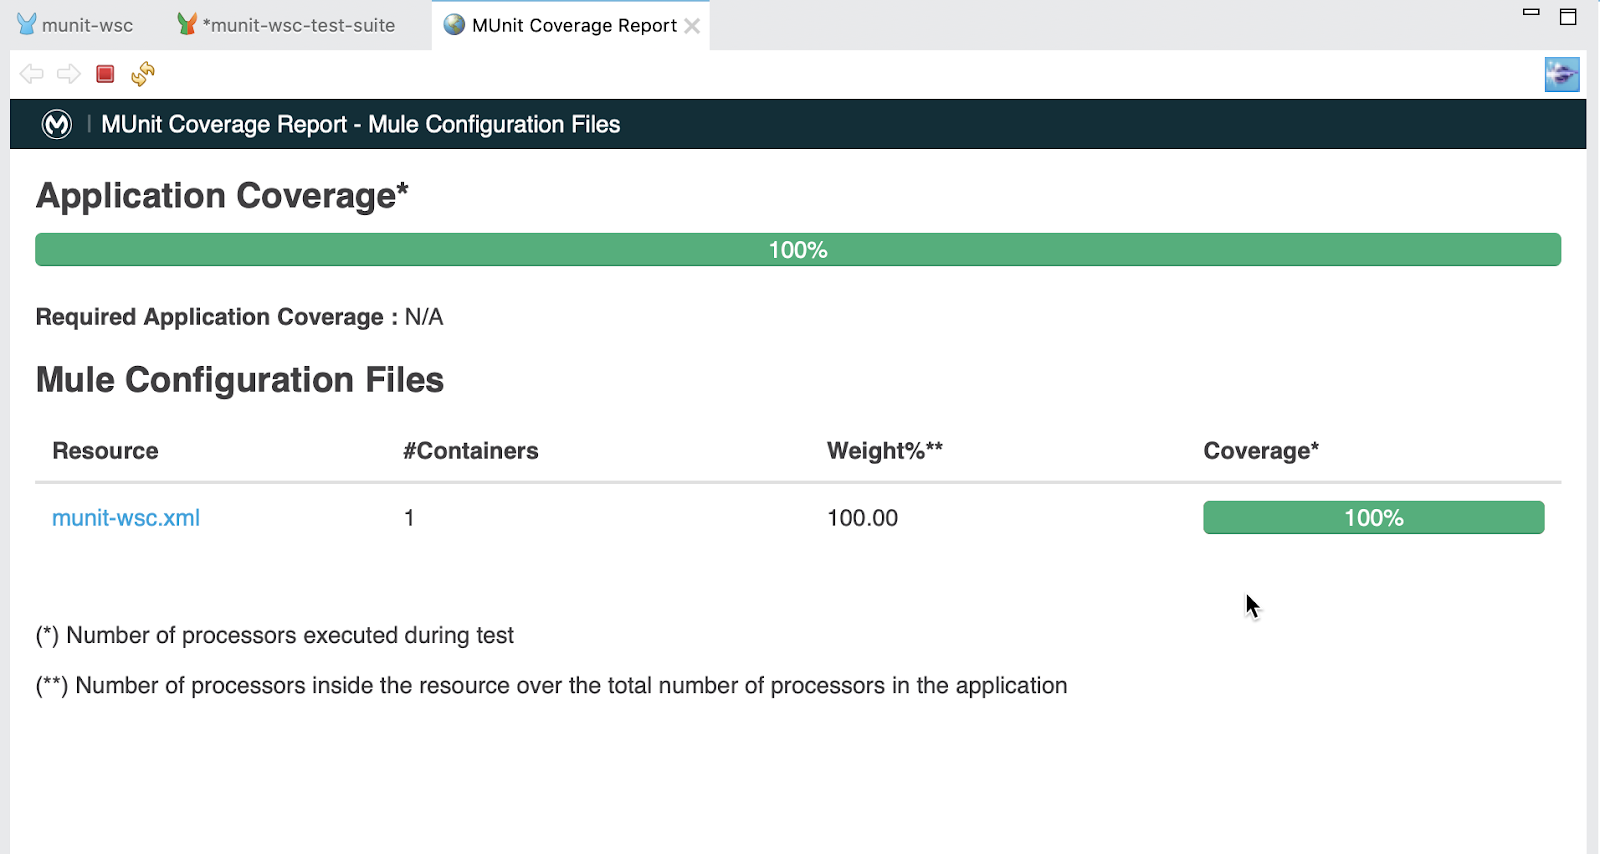 munit-wsc *munit-wsc-test-suite MUnit Coverage Report
MUnit Coverage Report - Mule Configuration Files
Application Coverage*
100%
Required Application Coverage : N/A
Mule Configuration Files
Resource #Containers Weight%** Coverage*
munit-wsc.xml 1 100.00 100%
(*) Number of processors executed during test
(**) Number of processors inside the resource over the total number of processors in the application